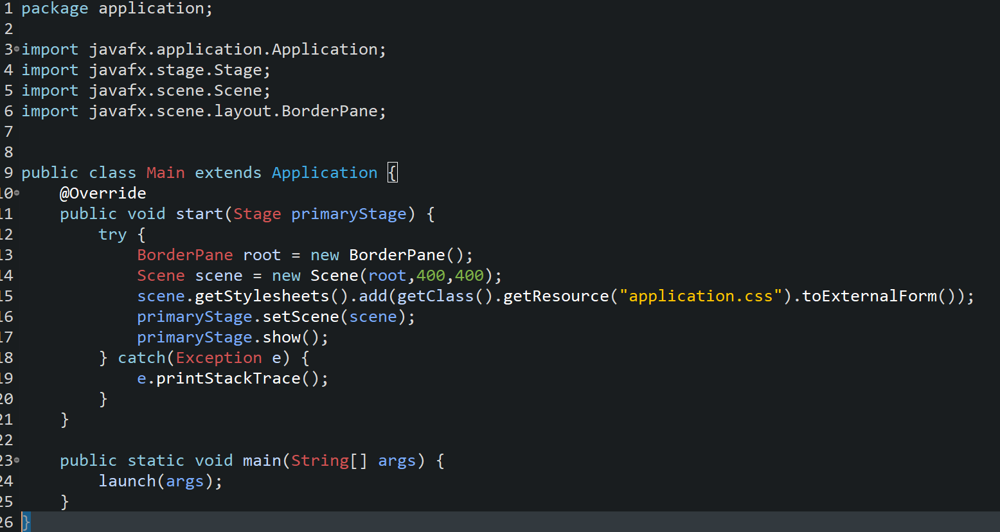 1 package application;
2
3 import javafx.application.Application;
4 import javafx.stage.Stage;
5 import javafx.scene.Scene;
6 import javafx.scene.layout.BorderPane;
7
8
9 public class Main extends Application {
10     @Override
11     public void start(Stage primaryStage) {
12         try {
13             BorderPane root = new BorderPane();
14             Scene scene = new Scene(root,400,400);
15             scene.getStylesheets().add(getClass().getResource("application.css").toExternalForm());
16             primaryStage.setScene(scene);
17             primaryStage.show();
18         } catch(Exception e) {
19             e.printStackTrace();
20         }
21     }
22
23     public static void main(String[] args) {
24         launch(args);
25     }
26 }